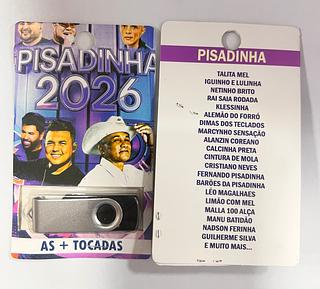 PISADINHA
2026
AS + TOCADAS
PISADINHA
TALITA MEL
IGUINHO E LULINHA
NETINHO BRITO
RAI SAIA RODADA
KLESSINHA
ALEMÃO DO FORRÓ
DIMAS DOS TECLADOS
MARCYNHO SENSAÇÃO
ALANZIN COREANO
CALCINHA PRETA
CINTURA DE MOLA
CRISTIANO NEVES
FERNANDO PISADINHA
BARÕES DA PISADINHA
LÉO MAGALHAES
LIMÃO COM MEL
MALLA 100 ALÇA
MANU BATIDÃO
NADSON FERINHA
GUILHERME SILVA
E MUITO MAIS...